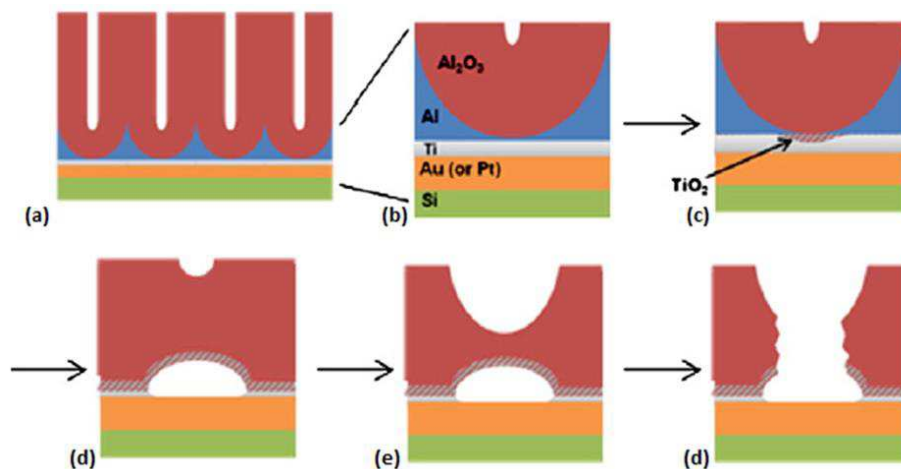 Al₂O₃
Al
Ti
Au (or Pt)
Si
TiO₂
(a)
(b)
(c)
(d)
(e)
(d)